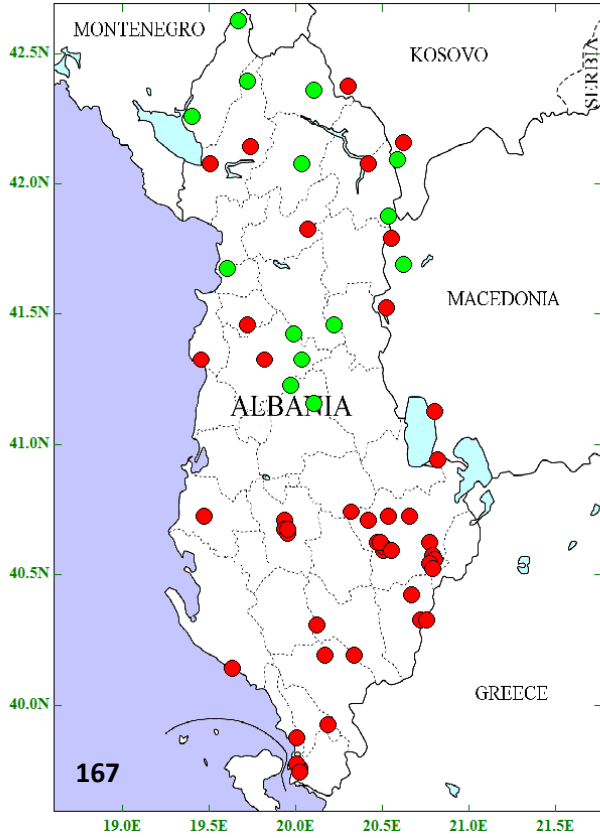 MONTENEGRO
KOSOVO
SERBIA
42.5N
42.0N
41.5N
MACEDONIA
ALBANIA
41.0N
40.5N
40.0N
GREECE
167
19.0E 19.5E 20.0E 20.5E 21.0E 21.5E